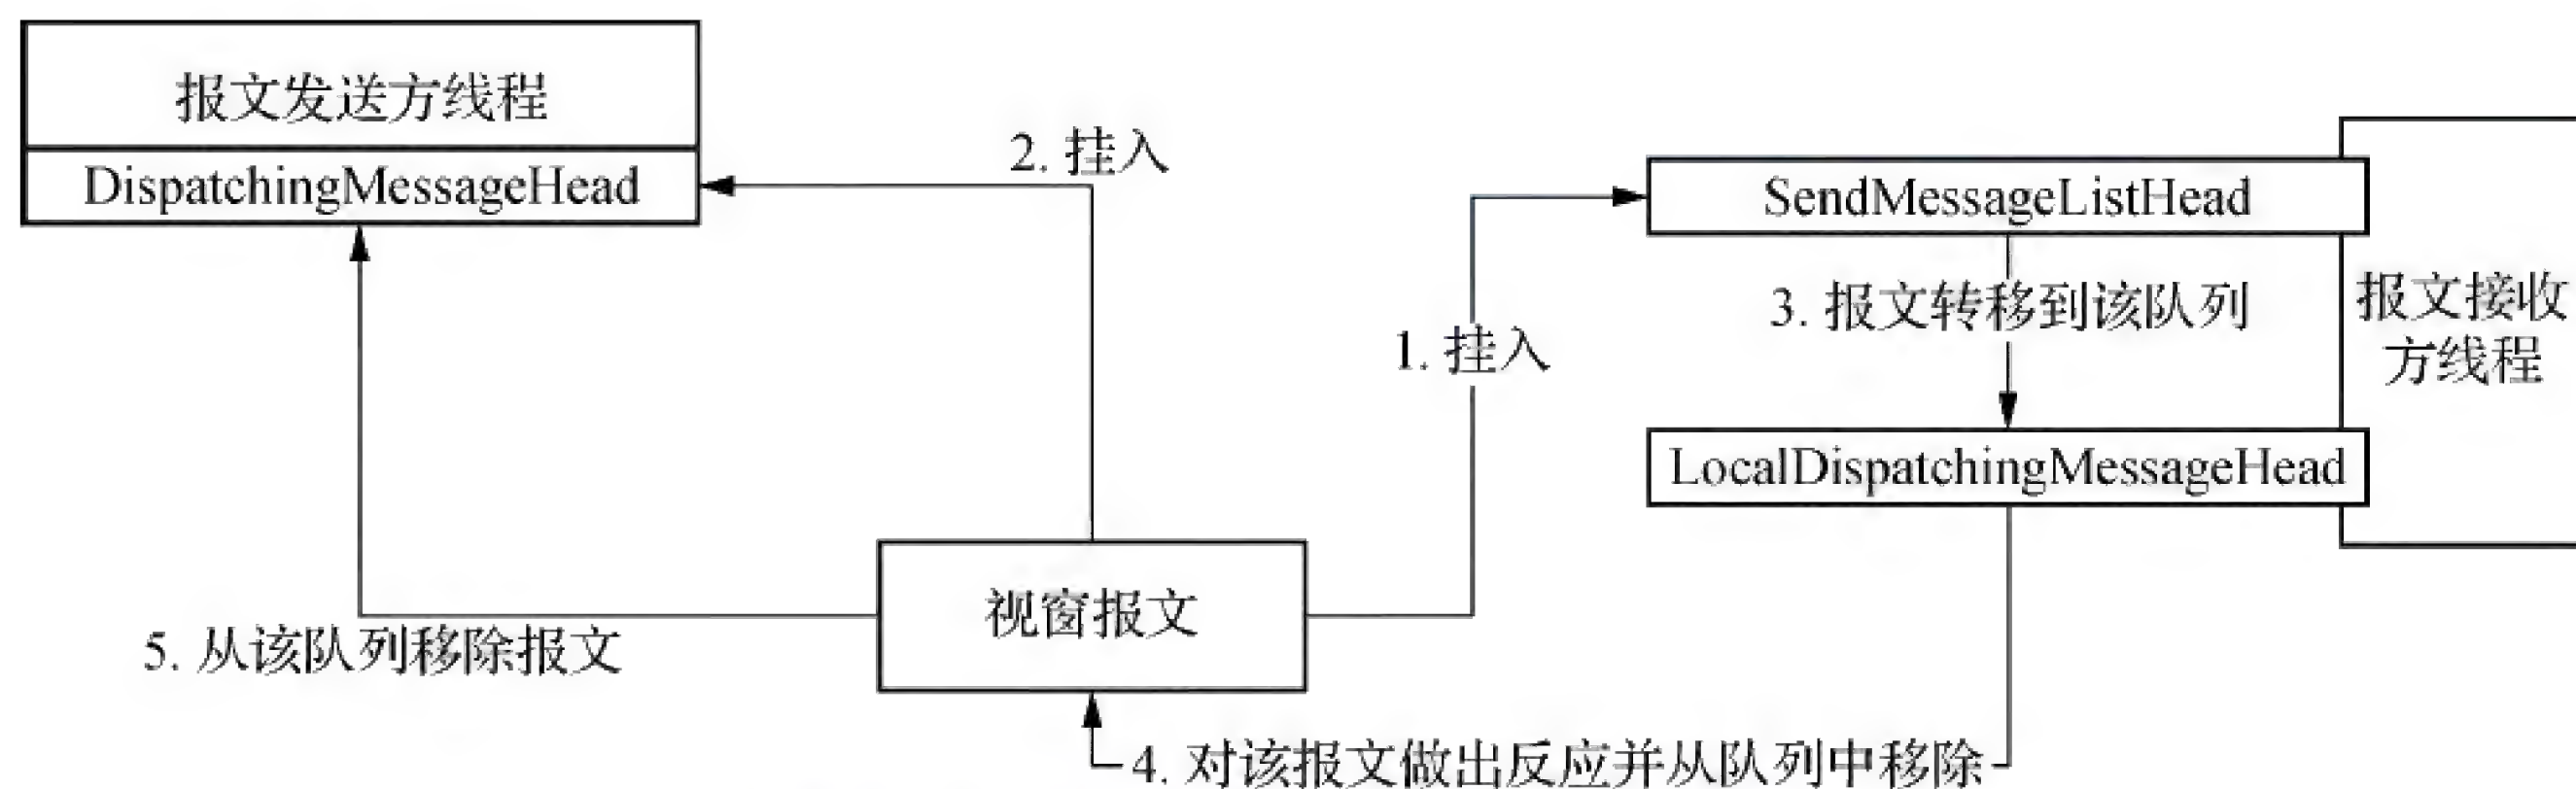 报文发送方线程
DispatchingMessageHead
2. 挂入
SendMessageListHead
3. 报文转移到该队列
报文接收
方线程
1. 挂入
LocalDispatchingMessageHead
视窗报文
5. 从该队列移除报文
4. 对该报文做出反应并从队列中移除